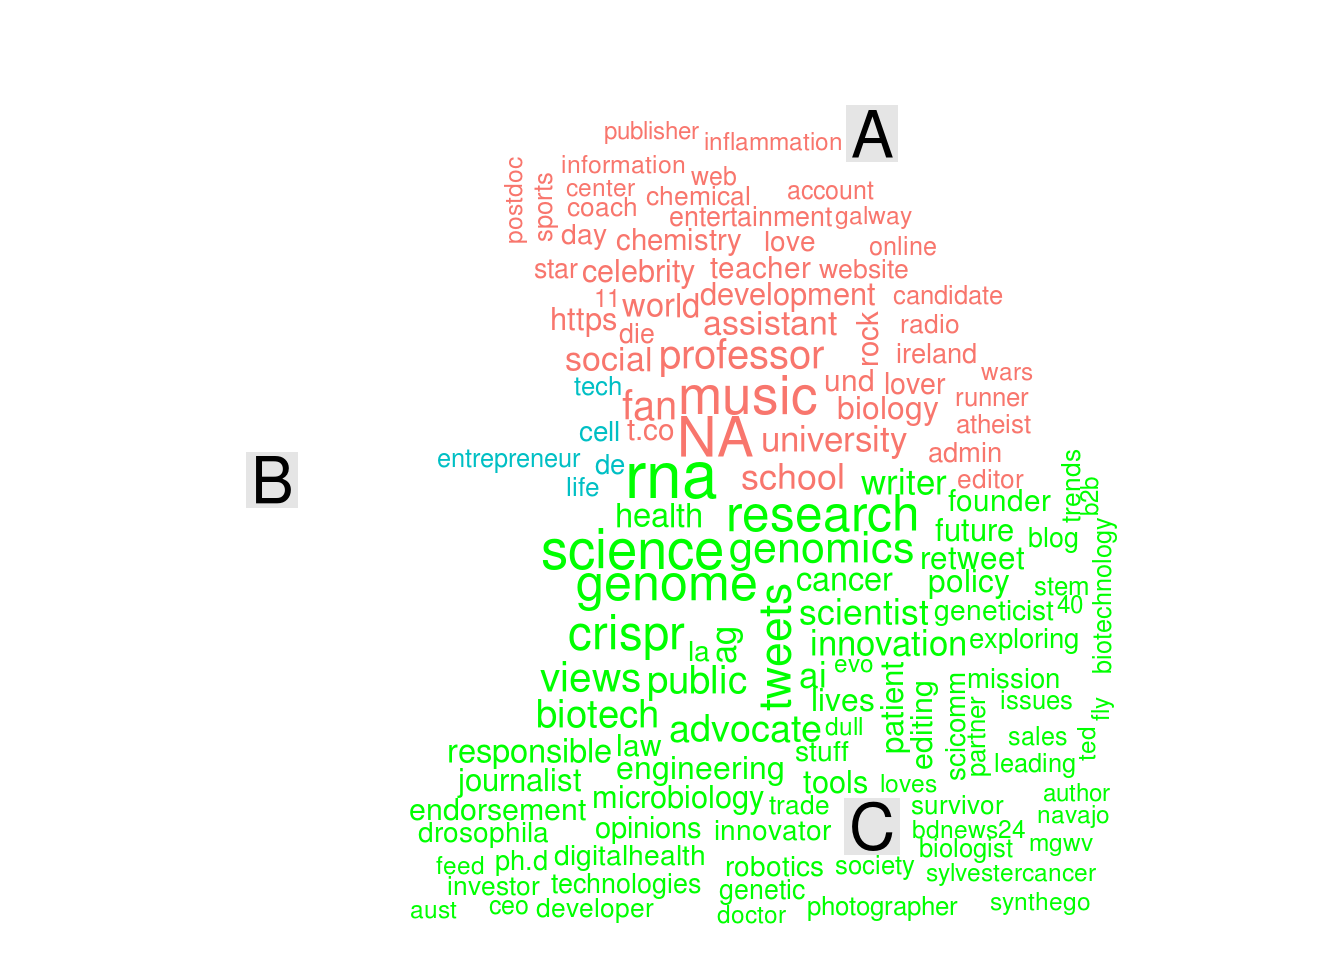 A
publisher
inflammation
information
web
postdoc
sports
center
chemical
account
coach
entertainment
galway
day
chemistry
love
online
star
celebrity
teacher
website
11
world
development
candidate
https
die
assistant
rock
radio
social
professor
ireland
tech
fan
music
und
lover
wars
runner
biology
cell
t.co
NA
university
atheist
admin
B
entrepreneur
de
rna
school
editor
life
writer
trends
b2b
health
research
founder
future
blog
science
genomics
retweet
biotechnology
genome
cancer
policy
stem
tweets
scientist
geneticist
40
crispr
la
ag
innovation
exploring
views
public
ai
evo
patient
editing
scicomm
mission
lives
partner
issues
fly
biotech
advocate
dull
sales
ted
responsible
law
stuff
leading
journalist
engineering
tools
loves
author
endorsement
microbiology
trade
C
survivor
navajo
drosophila
opinions
innovator
bdnews24
biologist
mgwv
feed
ph.d
digitalhealth
robotics
society
sylvestercancer
investor
technologies
genetic
aust
ceo
developer
doctor
photographer
synthego